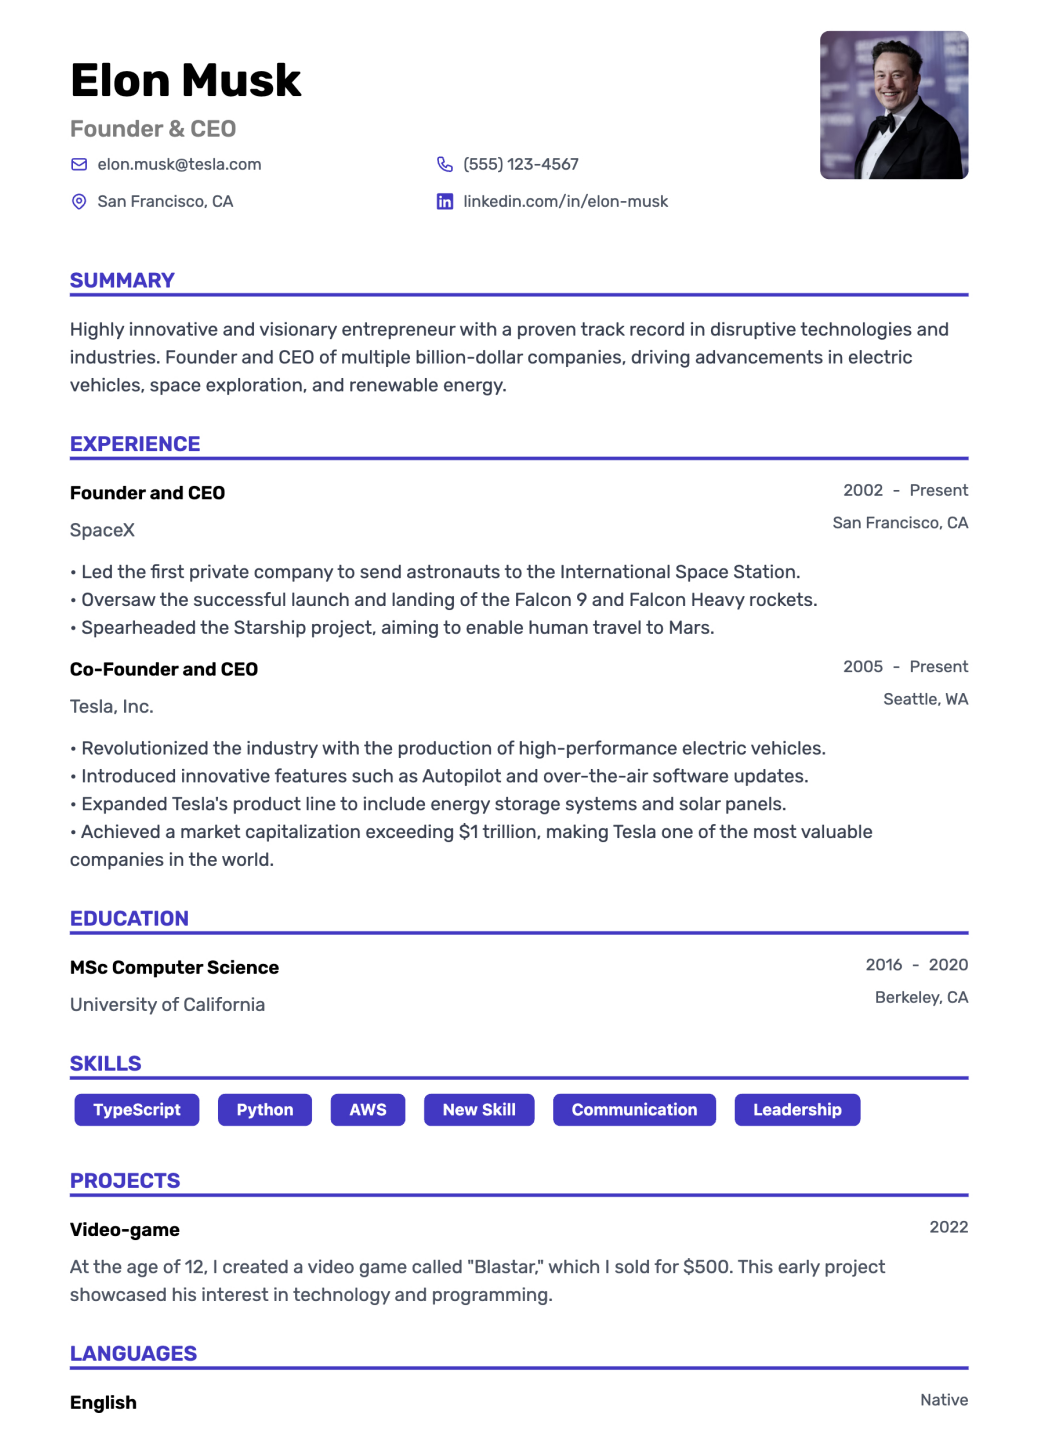 Elon Musk
Founder & CEO
elon.musk@tesla.com
(555) 123-4567
San Francisco, CA
linkedin.com/in/elon-musk
SUMMARY
Highly innovative and visionary entrepreneur with a proven track record in disruptive technologies and
industries. Founder and CEO of multiple billion-dollar companies, driving advancements in electric
vehicles, space exploration, and renewable energy.
EXPERIENCE
Founder and CEO
2002 - Present
SpaceX
San Francisco, CA
• Led the first private company to send astronauts to the International Space Station.
• Oversaw the successful launch and landing of the Falcon 9 and Falcon Heavy rockets.
• Spearheaded the Starship project, aiming to enable human travel to Mars.
Co-Founder and CEO
2005 - Present
Tesla, Inc.
Seattle, WA
• Revolutionized the industry with the production of high-performance electric vehicles.
• Introduced innovative features such as Autopilot and over-the-air software updates.
• Expanded Tesla's product line to include energy storage systems and solar panels.
• Achieved a market capitalization exceeding $1 trillion, making Tesla one of the most valuable
companies in the world.
EDUCATION
MSc Computer Science
2016 - 2020
University of California
Berkeley, CA
SKILLS
TypeScript Python AWS New Skill Communication Leadership
PROJECTS
Video-game
2022
At the age of 12, I created a video game called "Blastar," which I sold for $500. This early project
showcased his interest in technology and programming.
LANGUAGES
English
Native